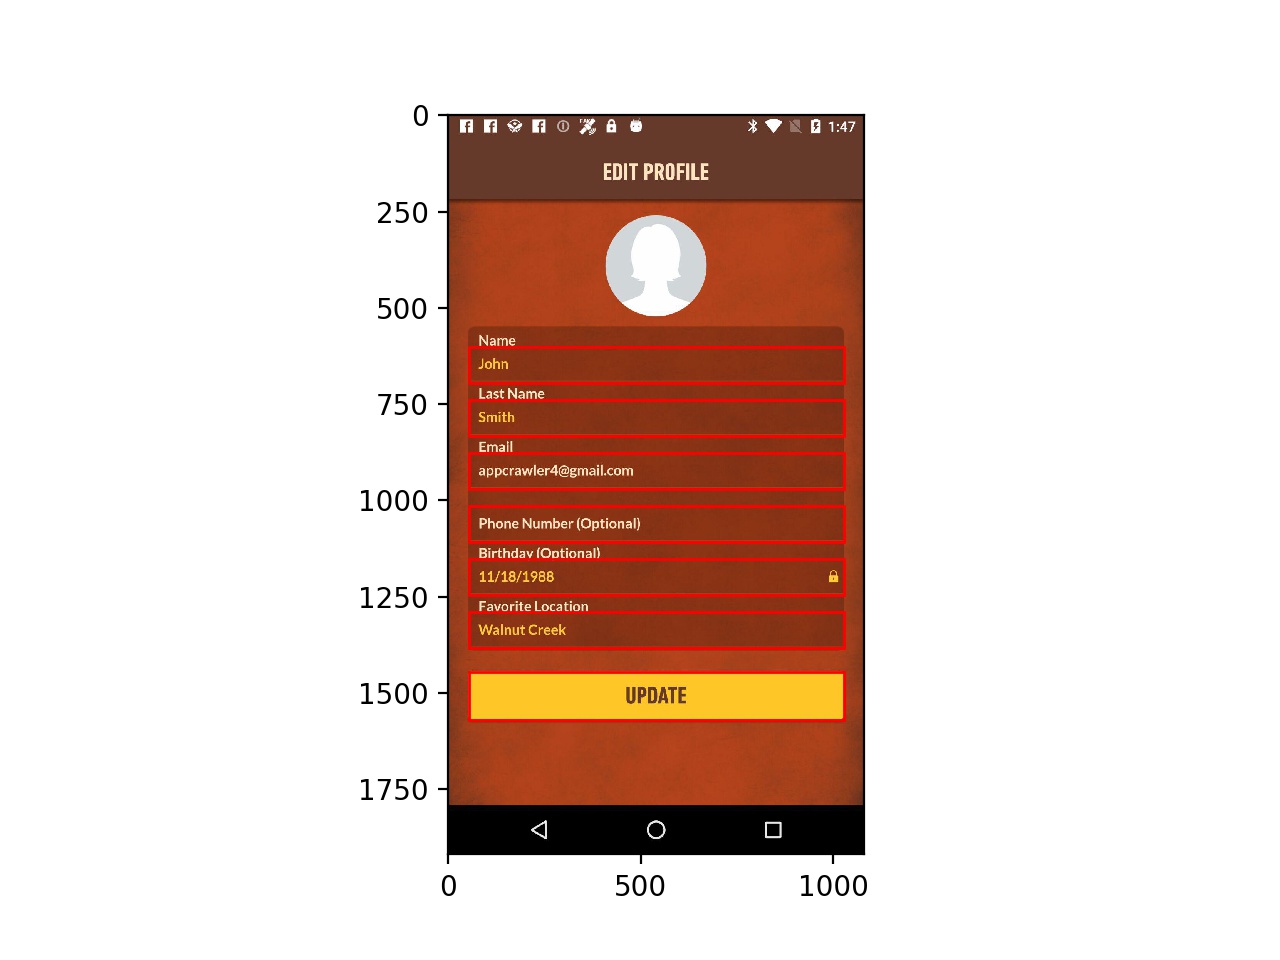 0
250
500
750
1000
1250
1500
1750
0
500
1000
1:47
EDIT PROFILE
Name
John
Last Name
Smith
Email
appcrawler4@gmail.com
Phone Number (Optional)
Birthday (Optional)
11/18/1988
Favorite Location
Walnut Creek
UPDATE